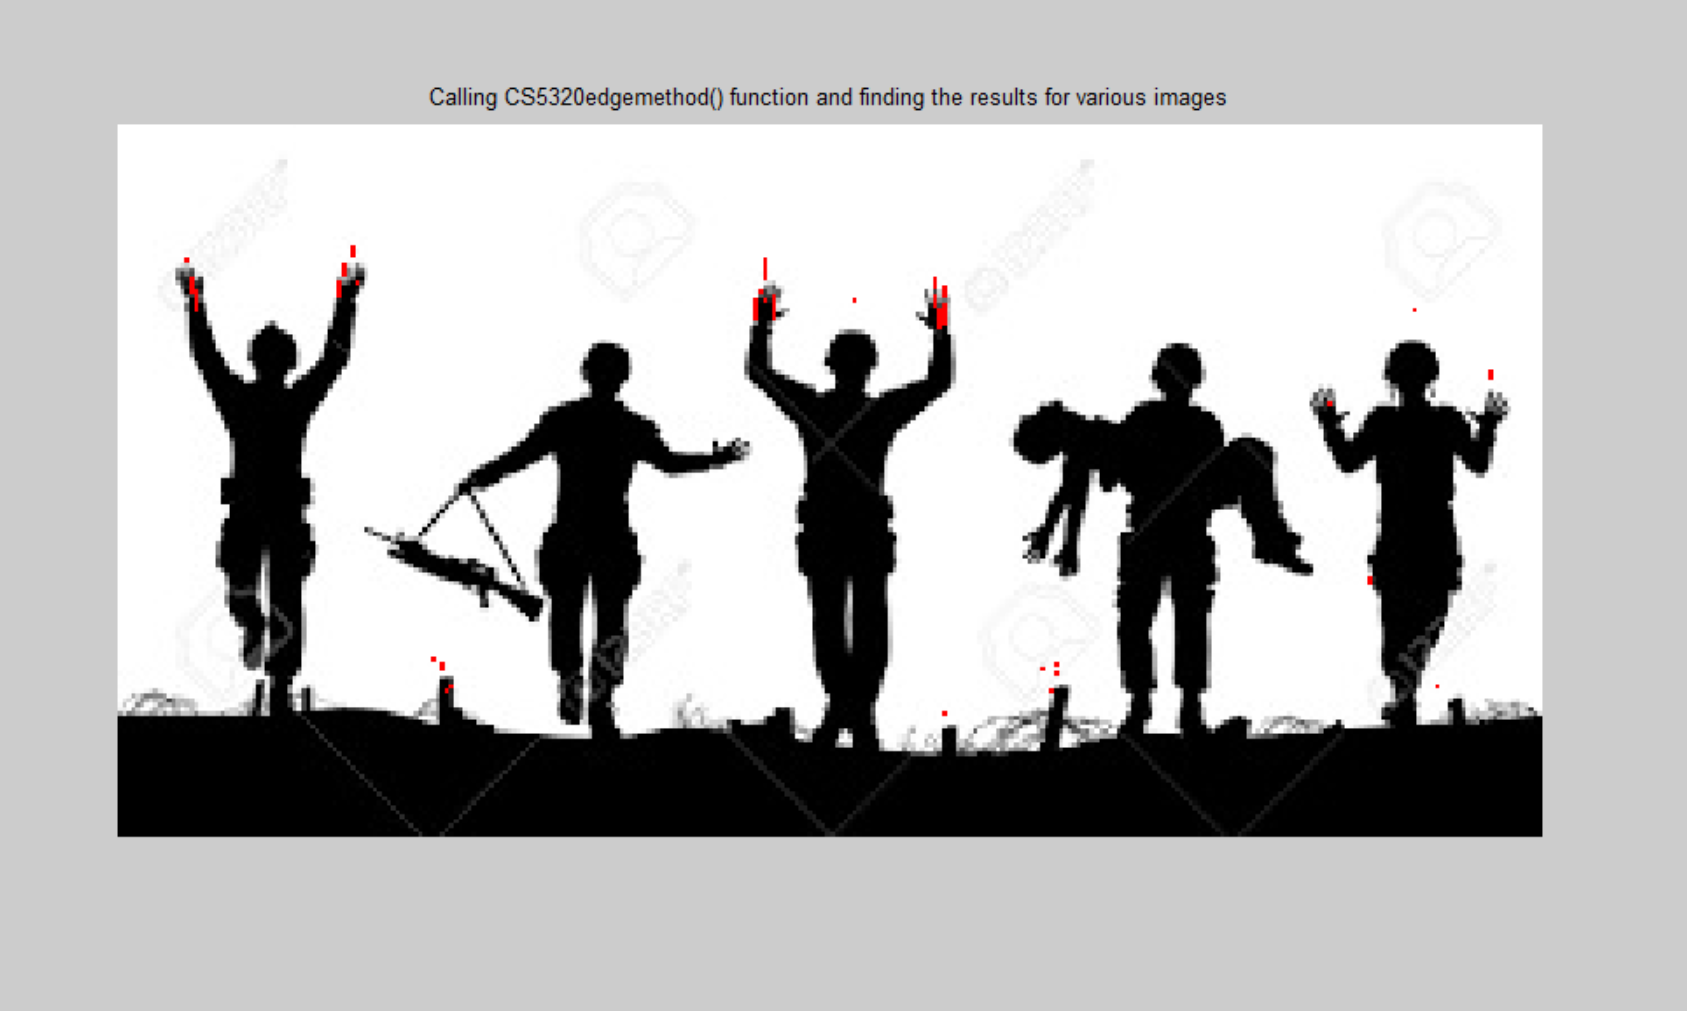 Calling CS5320edgemethod() function and finding the results for various images